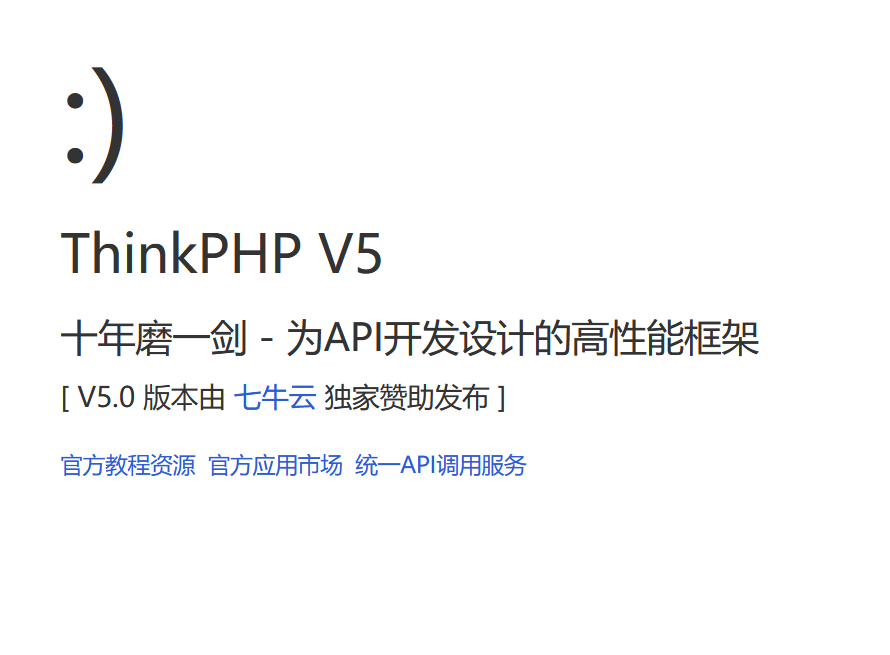 :)
ThinkPHP V5
十年磨一剑 - 为API开发设计的高性能框架
[ V5.0 版本由 七牛云 独家赞助发布 ]
官方教程资源 官方应用市场 统一API调用服务